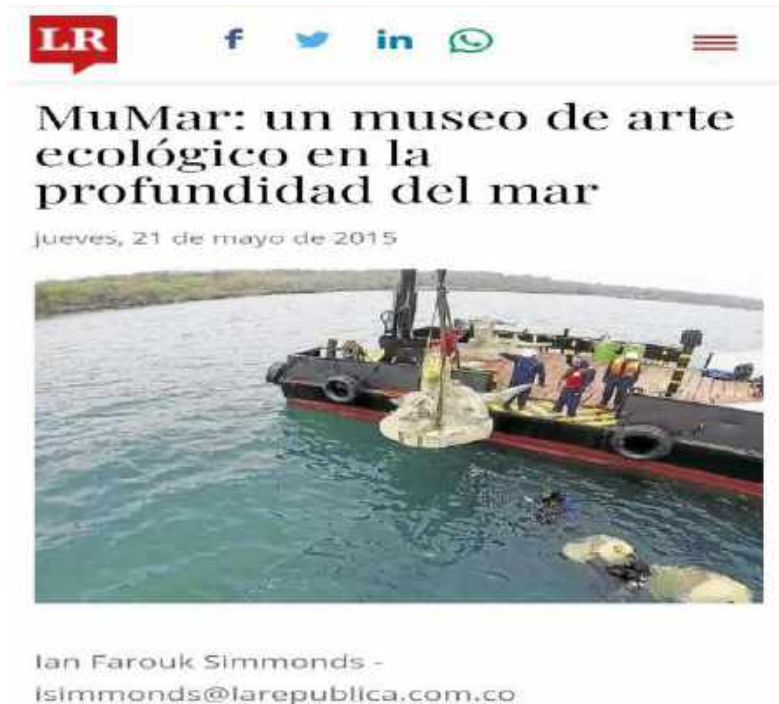 LR
f in
MuMar: un museo de arte
ecológico en la
profundidad del mar
jueves, 21 de mayo de 2015
Ian Farouk Simmonds -
isimmonds@larepublica.com.co